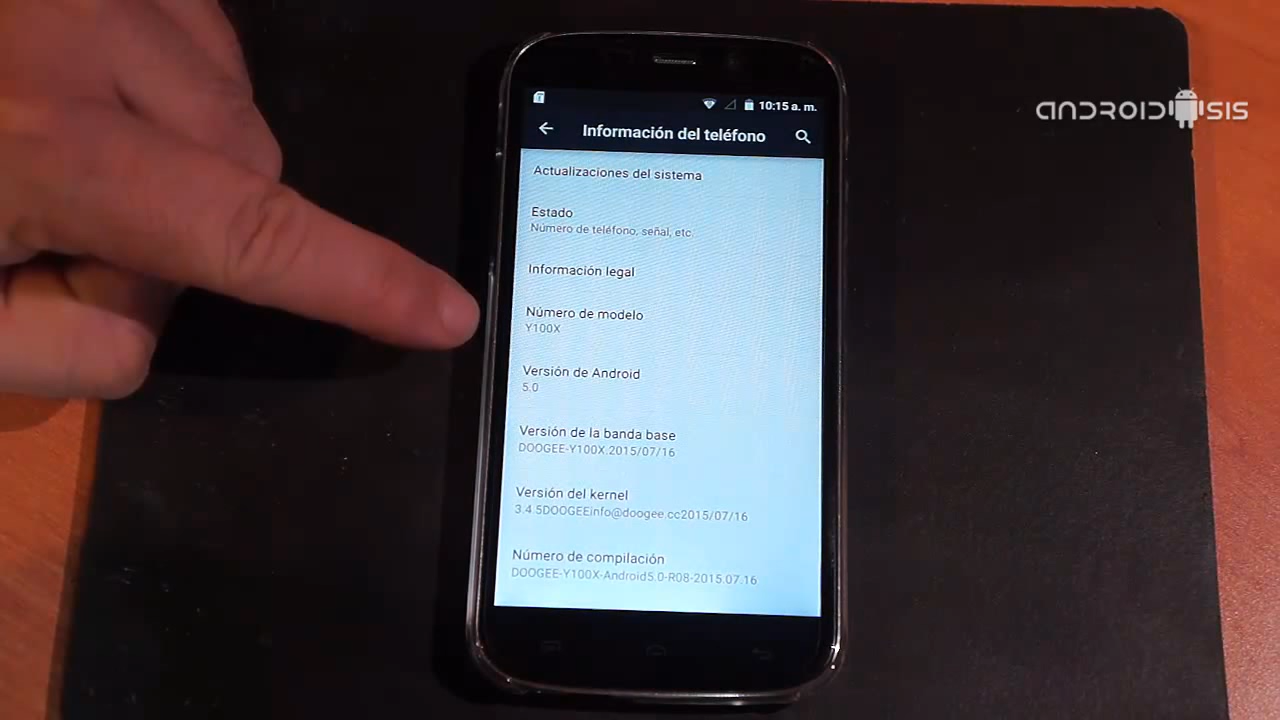 ANDROIDSIS
10:15 a. m.
Información del teléfono
Actualizaciones del sistema
Estado
Número de teléfono, señal, etc.
Información legal
Número de modelo
Y100X
Versión de Android
5.0
Versión de la banda base
DOOGEE-Y100X.2015/07/16
Versión del kernel
3.4.5DOOGEEinfo@doogee.cc2015/07/16
Número de compilación
DOOGEE-Y100X-Android5.0-R08-2015.07.16